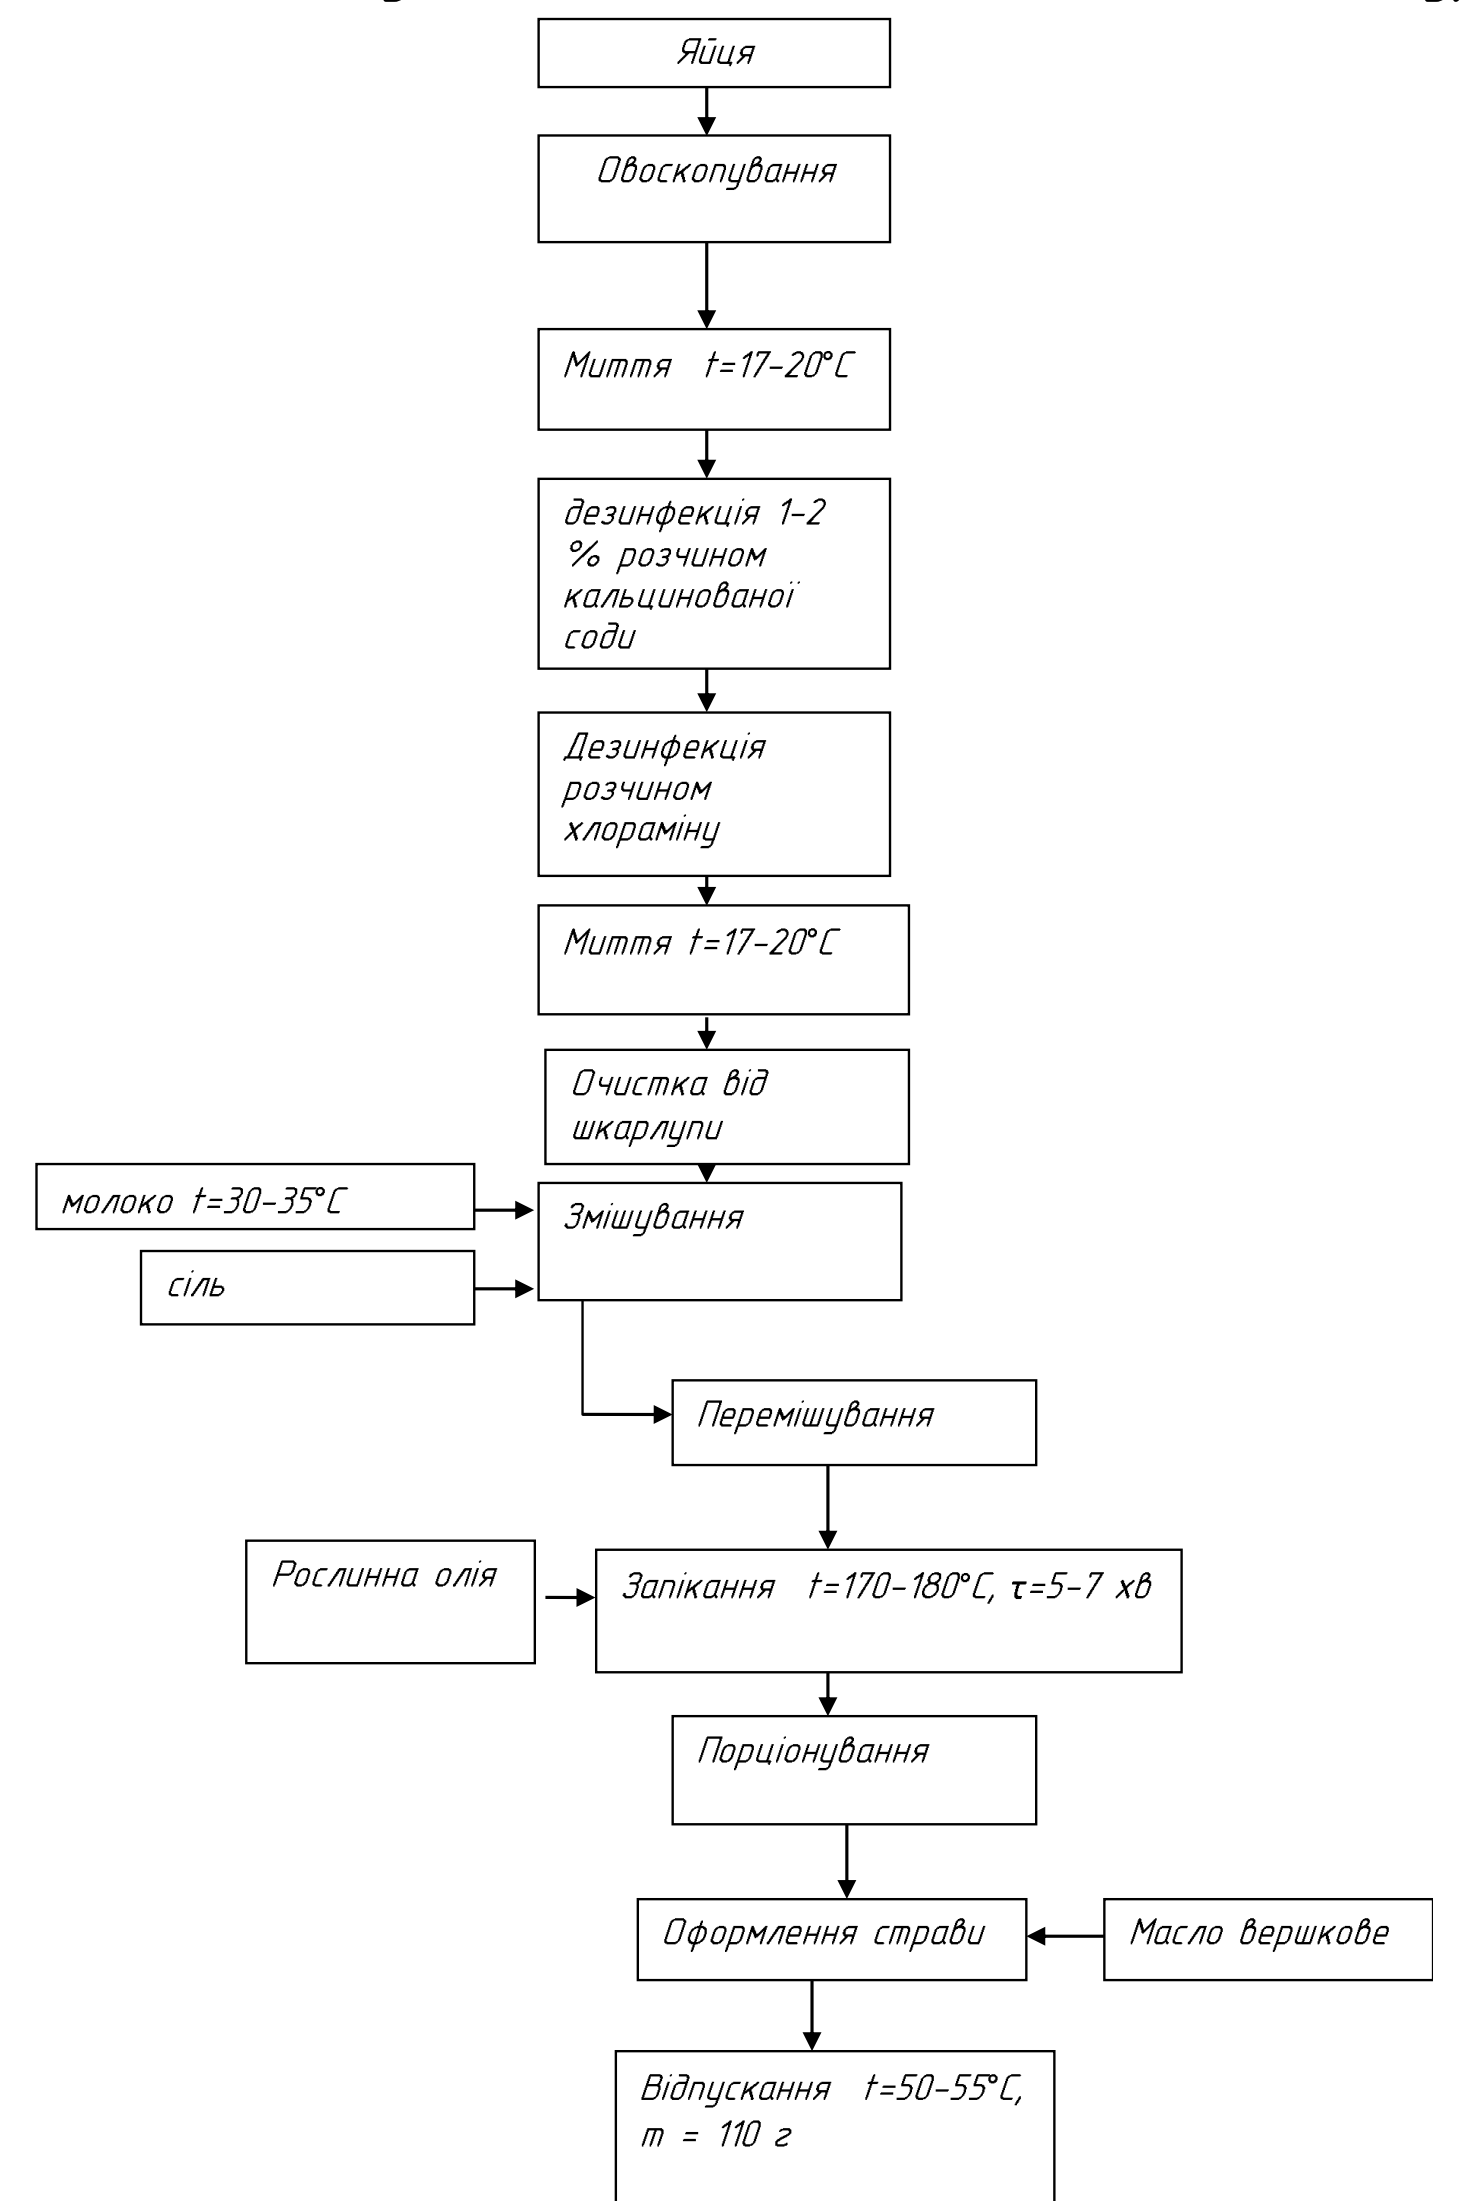 Яйця
Овоскопування
Миття t=17-20°С
дезинфекція 1-2
% розчином
кальцинованої
соди
Дезинфекція
розчином
хлораміну
Миття t=17-20°С
Очистка від
шкарлупи
молоко t=30-35°С
Змішування
сіль
Перемішування
Рослинна олія
Запікання t=170-180°С, τ=5-7 хв
Порціонування
Оформлення страви
Масло вершкове
Відпускання t=50-55°С,
m = 110 г